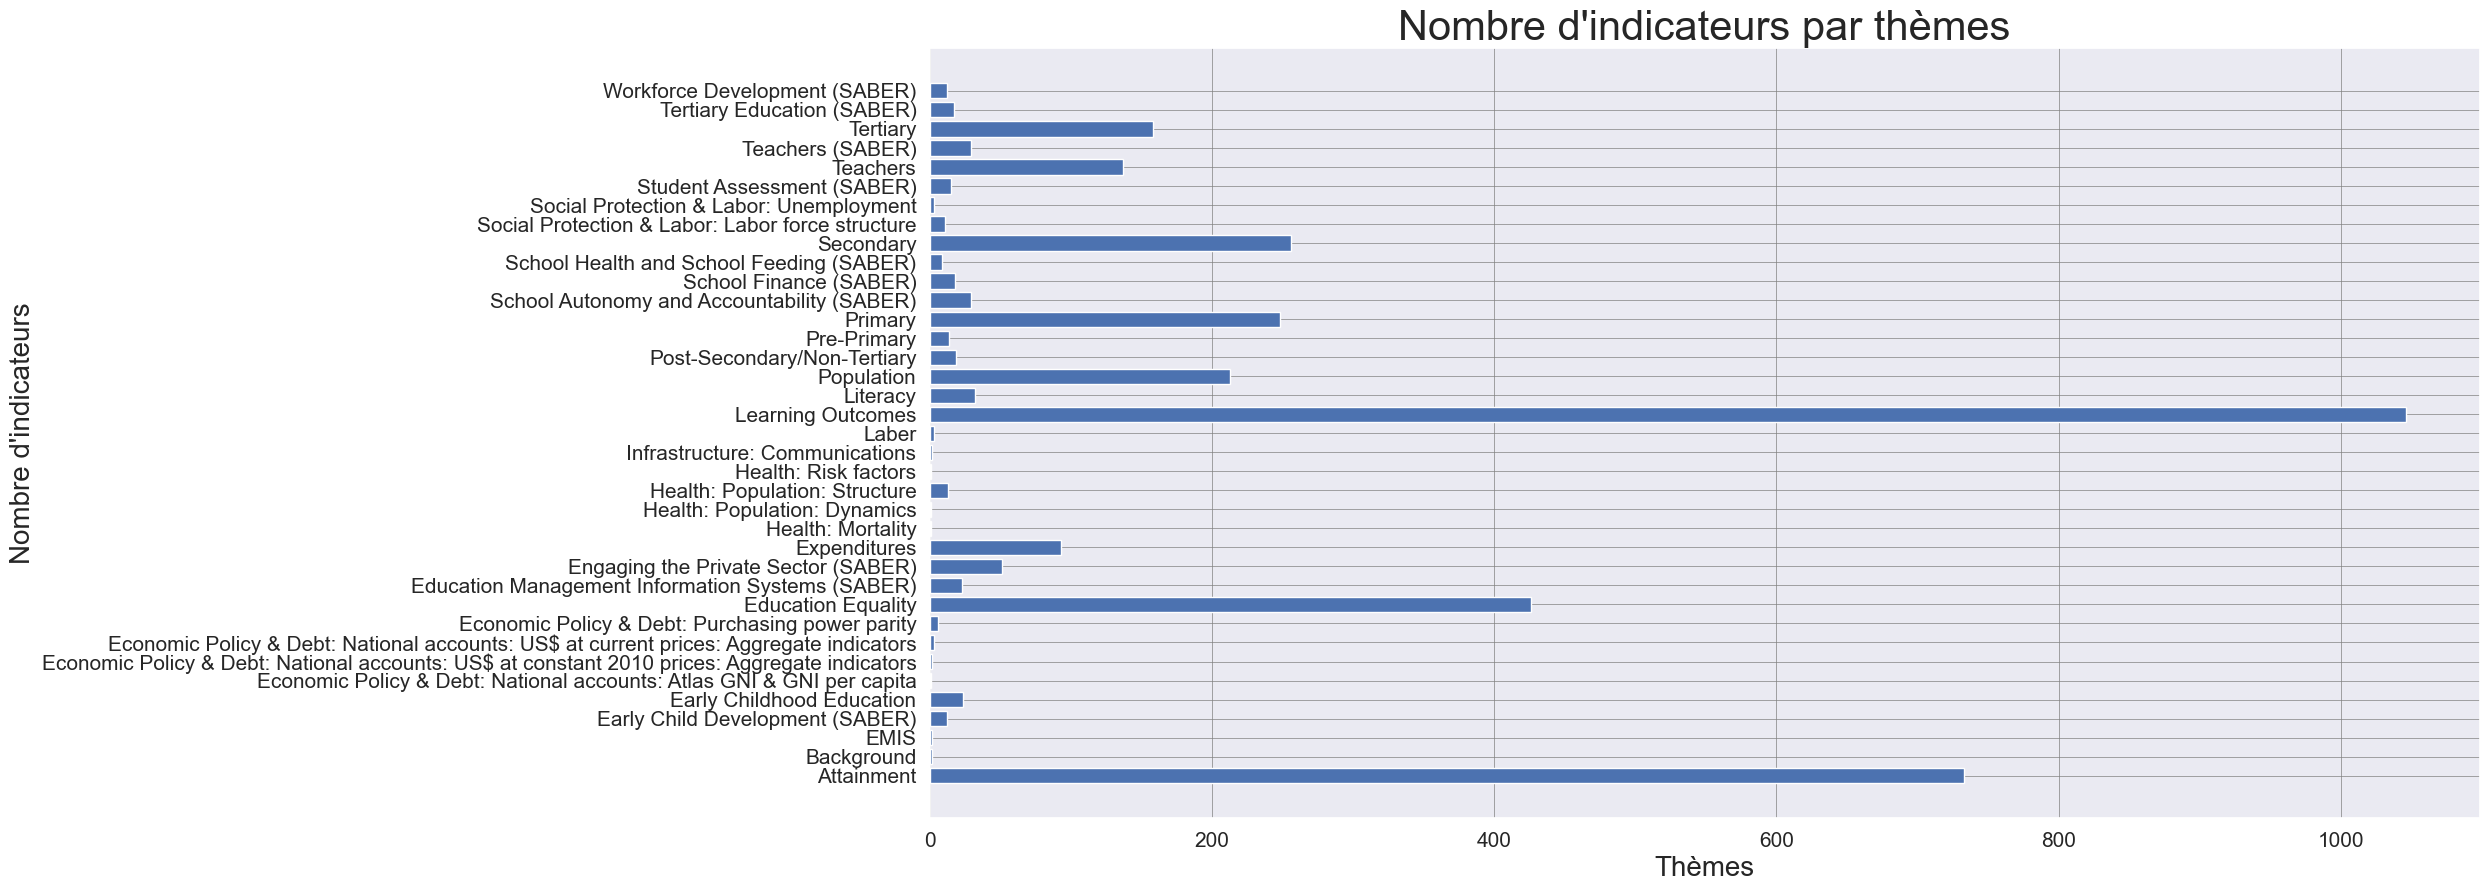 Nombre d'indicateurs par thèmes
Nombre d'indicateurs
Workforce Development (SABER)
Tertiary Education (SABER)
Tertiary
Teachers (SABER)
Teachers
Student Assessment (SABER)
Social Protection & Labor: Unemployment
Social Protection & Labor: Labor force structure
Secondary
School Health and School Feeding (SABER)
School Finance (SABER)
School Autonomy and Accountability (SABER)
Primary
Pre-Primary
Post-Secondary/Non-Tertiary
Population
Literacy
Learning Outcomes
Laber
Infrastructure: Communications
Health: Risk factors
Health: Population: Structure
Health: Population: Dynamics
Health: Mortality
Expenditures
Engaging the Private Sector (SABER)
Education Management Information Systems (SABER)
Education Equality
Economic Policy & Debt: Purchasing power parity
Economic Policy & Debt: National accounts: US$ at current prices: Aggregate indicators
Economic Policy & Debt: National accounts: US$ at constant 2010 prices: Aggregate indicators
Economic Policy & Debt: National accounts: Atlas GNI & GNI per capita
Early Childhood Education
Early Child Development (SABER)
EMIS
Background
Attainment
0 200 400 600 800 1000
Thèmes